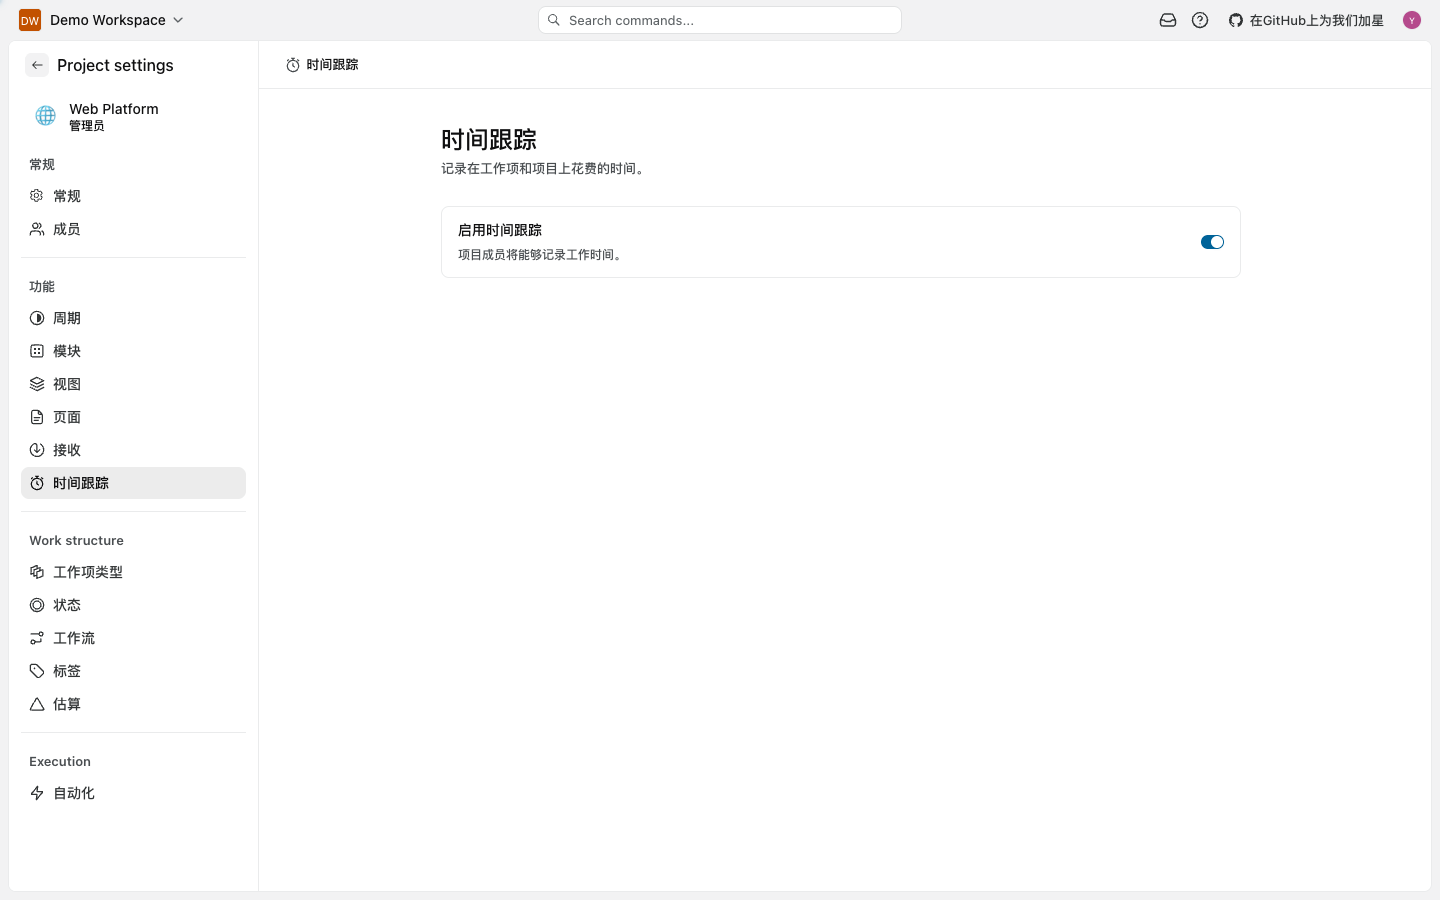 DW Demo Workspace
Search commands...
在GitHub上为我们加星
Y
Project settings
Web Platform
管理员
常规
常规
成员
功能
周期
模块
视图
页面
接收
时间跟踪
Work structure
工作项类型
状态
工作流
标签
估算
Execution
自动化
时间跟踪
时间跟踪
记录在工作项和项目上花费的时间。
启用时间跟踪
项目成员将能够记录工作时间。